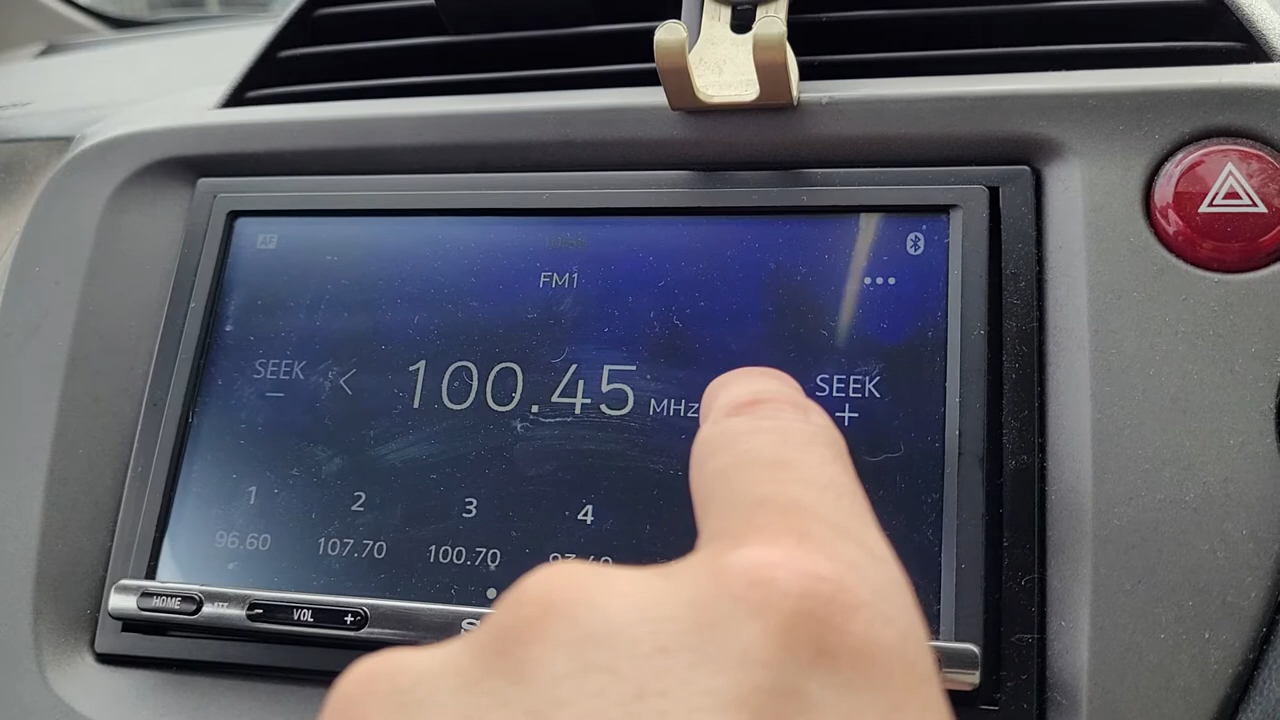 AF
FM1
SEEK < 100.45 MHz SEEK
– +
1 2 3 4
96.60 107.70 100.70
HOME ATT - VOL +